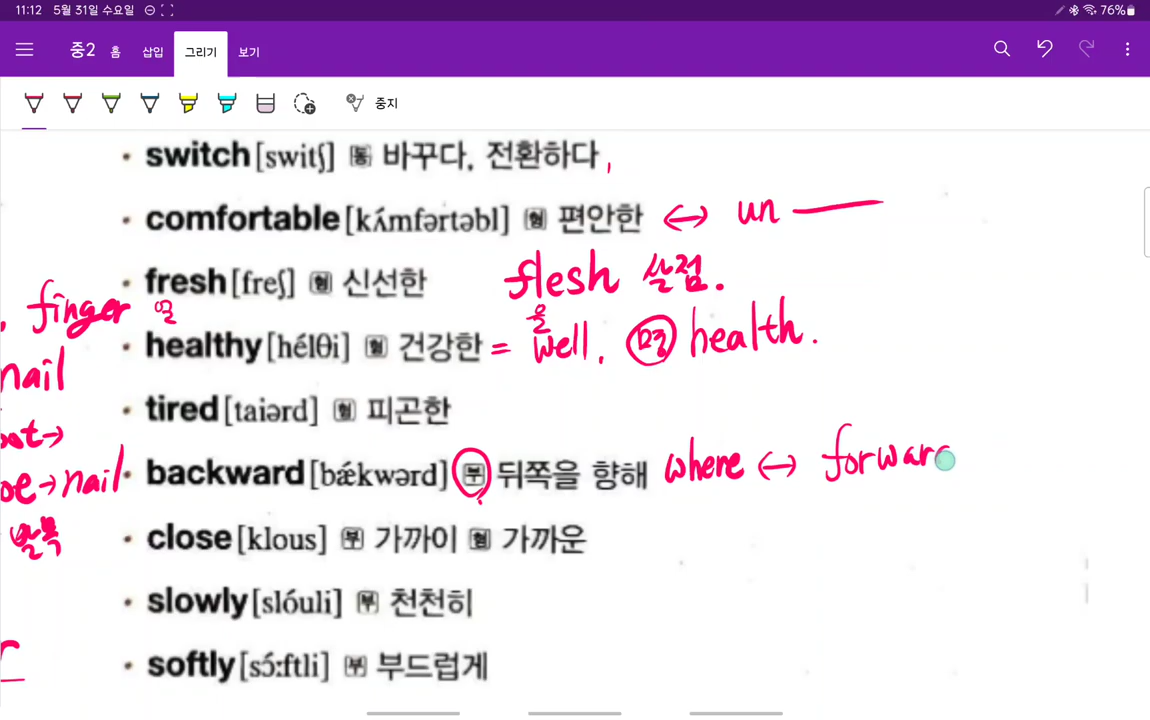 11:12 5월 31일 수요일 76%
중2 홈 삽입 그리기 보기
중지
switch[switʃ] 동 바꾸다, 전환하다,
comfortable[kʌ́mfərtəbl] 형 편안한 ↔ un —
fresh[freʃ] 형 신선한 flesh 살점.
, finger
healthy[hélθi] 형 건강한 = well, 명 health.
nail
tired[taiərd] 형 피곤한
backward[bǽkwərd] 부 뒤쪽을 향해 where ↔ forward
→ nail
close[klous] 부 가까이 형 가까운
slowly[slóuli] 부 천천히
softly[sɔ́ːftli] 부 부드럽게